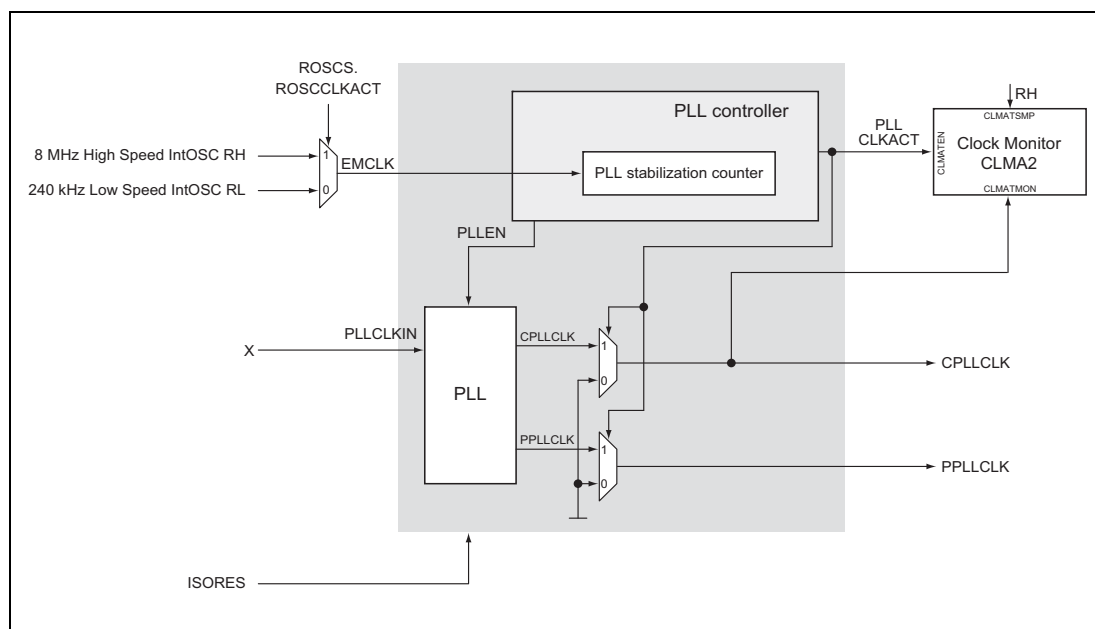 ROSCS.
ROSCCLKACT
8 MHz High Speed IntOSC RH
240 kHz Low Speed IntOSC RL
1
0
EMCLK
PLL controller
PLL stabilization counter
PLL
CLKACT
RH
CLMATSMP
CLMATEN
Clock Monitor
CLMA2
CLMATMON
PLLEN
X
PLLCLKIN
PLL
CPLLCLK
1
0
CPLLCLK
PPLLCLK
1
0
PPLLCLK
ISORES